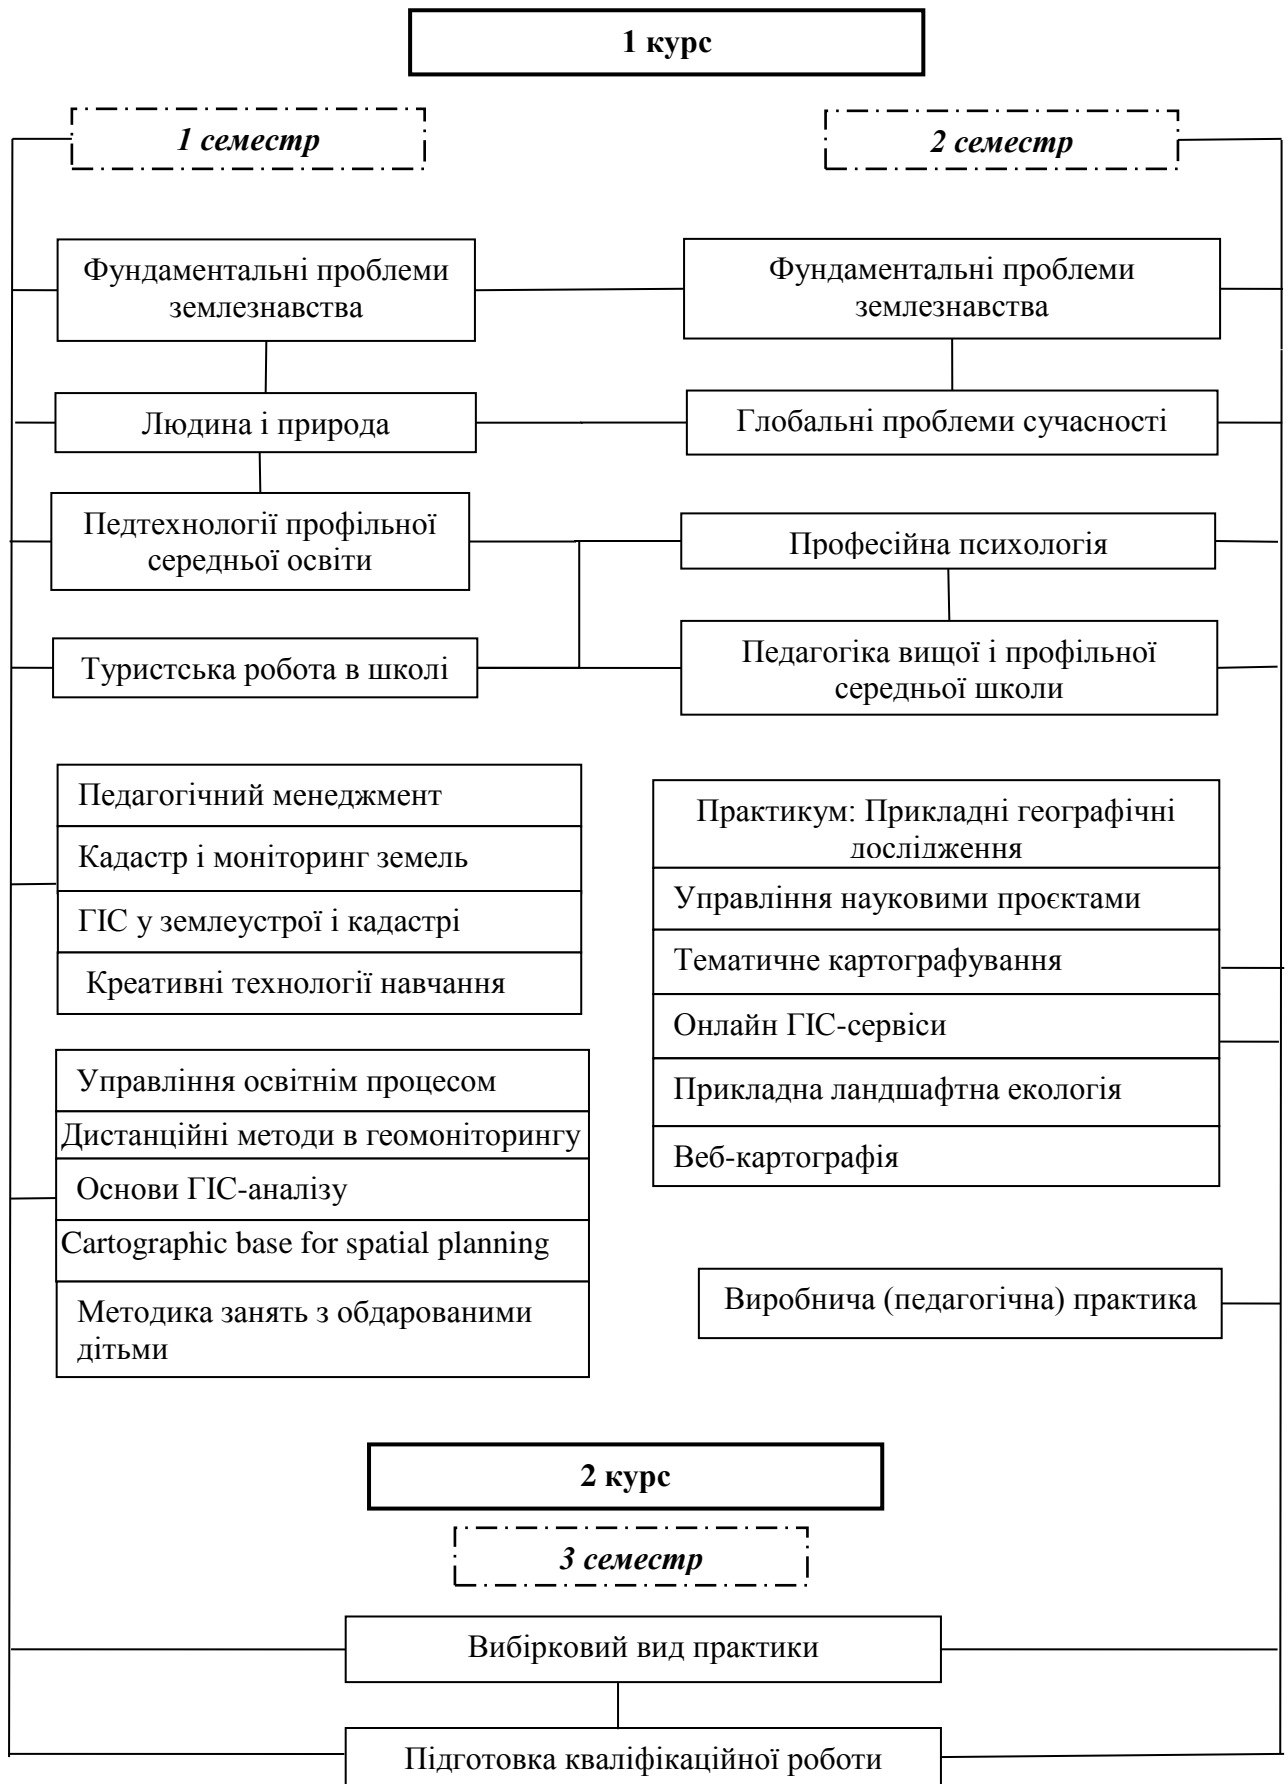 1 курс
1 семестр
2 семестр
Фундаментальні проблеми
землезнавства
Фундаментальні проблеми
землезнавства
Людина і природа
Глобальні проблеми сучасності
Педтехнології профільної
середньої освіти
Професійна психологія
Туристська робота в школі
Педагогіка вищої і профільної
середньої школи
Педагогічний менеджмент
Кадастр і моніторинг земель
ГІС у землеустрої і кадастрі
Креативні технології навчання
Практикум: Прикладні географічні
дослідження
Управління науковими проєктами
Тематичне картографування
Онлайн ГІС-сервіси
Прикладна ландшафтна екологія
Веб-картографія
Управління освітнім процесом
Дистанційні методи в геомоніторингу
Основи ГІС-аналізу
Cartographic base for spatial planning
Методика занять з обдарованими
дітьми
Виробнича (педагогічна) практика
2 курс
3 семестр
Вибірковий вид практики
Підготовка кваліфікаційної роботи